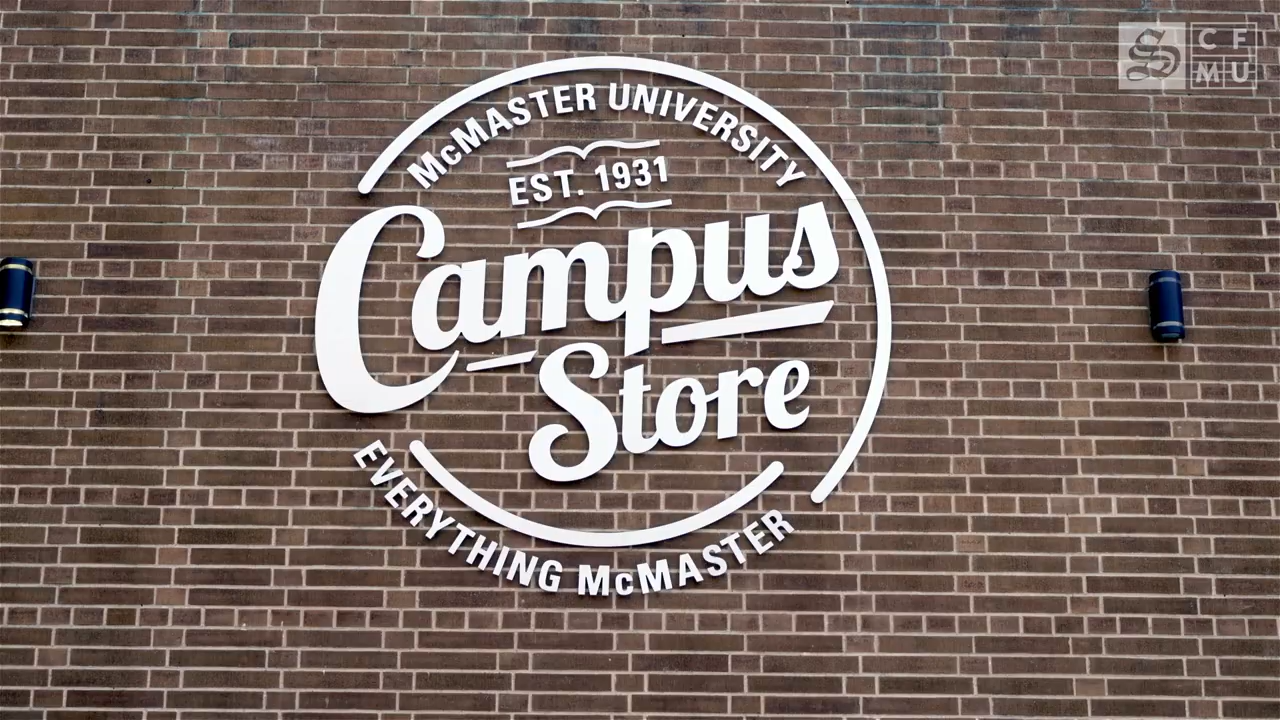 McMASTER UNIVERSITY
EST. 1931
Campus
Store
EVERYTHING McMASTER
S
CF
MU